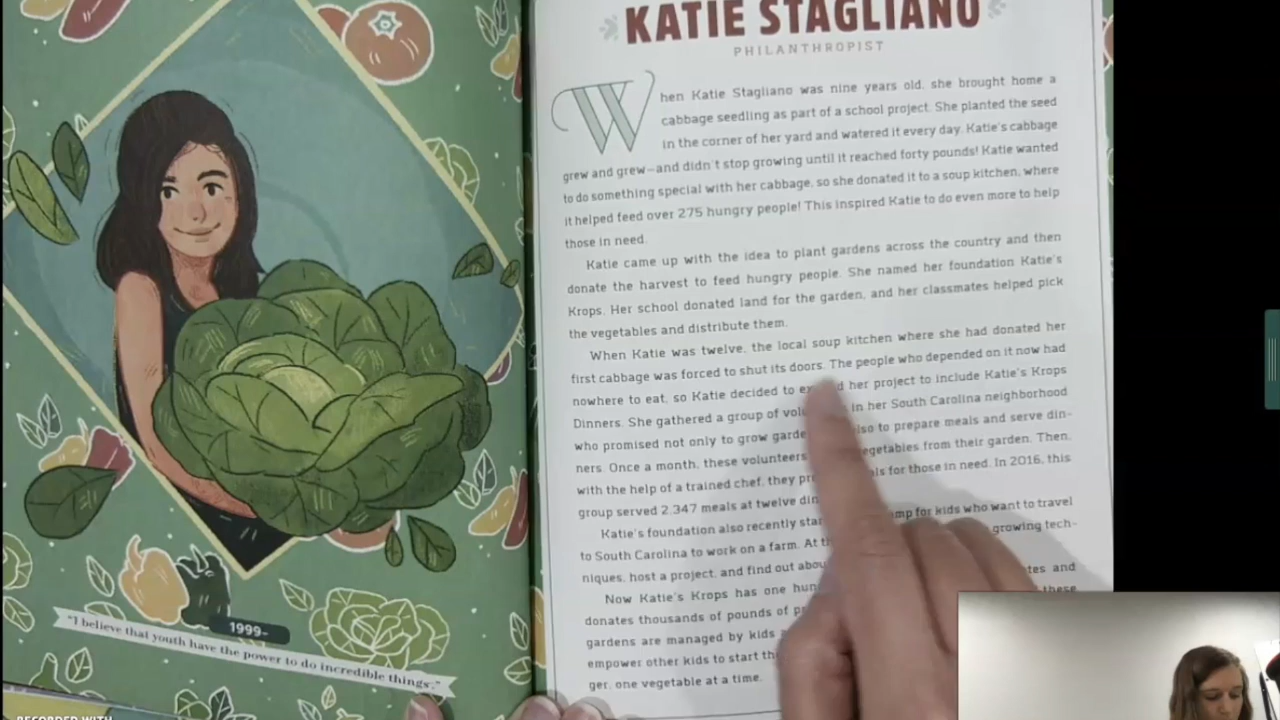 KATIE STAGLIANO
PHILANTHROPIST
When Katie Stagliano was nine years old, she brought home a
cabbage seedling as part of a school project. She planted the seed
in the corner of her yard and watered it every day. Katie's cabbage
grew and grew—and didn't stop growing until it reached forty pounds! Katie wanted
to do something special with her cabbage, so she donated it to a soup kitchen, where
it helped feed over 275 hungry people! This inspired Katie to do even more to help
those in need.
Katie came up with the idea to plant gardens across the country and then
donate the harvest to feed hungry people. She named her foundation Katie's
Krops. Her school donated land for the garden, and her classmates helped pick
the vegetables and distribute them.
When Katie was twelve, the local soup kitchen where she had donated her
first cabbage was forced to shut its doors. The people who depended on it now had
nowhere to eat, so Katie decided to her project to include Katie's Krops
Dinners. She gathered a group of in her South Carolina neighborhood
who promised not only to grow also to prepare meals and serve din-
ners. Once a month, these volunteers vegetables from their garden. Then,
with the help of a trained chef, they for those in need. In 2016, this
group served 2,347 meals at twelve
Katie's foundation also recently for kids who want to travel
to South Carolina to work on a farm. At growing tech-
niques, host a project, and find out
Now Katie's Krops has one and
donates thousands of pounds of these
gardens are managed by kids
empower other kids to start
ger, one vegetable at a time.
1999–
"I believe that youth have the power to do incredible things."
RECORDED WITH